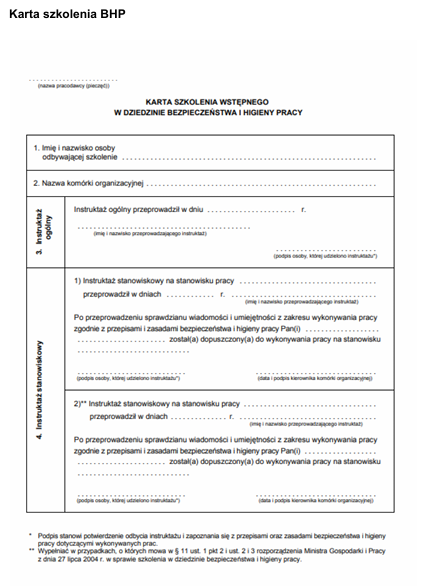 Karta szkolenia BHP
. . . . . . . . . . . . . . . . . . . . . . .
(nazwa pracodawcy (pieczęć))
KARTA SZKOLENIA WSTĘPNEGO
W DZIEDZINIE BEZPIECZEŃSTWA I HIGIENY PRACY
1. Imię i nazwisko osoby
odbywającej szkolenie . . . . . . . . . . . . . . . . . . . .
2. Nazwa komórki organizacyjnej . . . . . . . . . . . . . . . . . . . .
3. Instruktaż
ogólny
Instruktaż ogólny przeprowadził w dniu . . . . . . . . . . . . . . . . . . . . r.
. . . . . . . . . . . . . . . . . . . .
(imię i nazwisko przeprowadzającego instruktaż)
. . . . . . . . . . . . . . . . . . . .
(podpis osoby, której udzielono instruktażu*)
4. Instruktaż stanowiskowy
1) Instruktaż stanowiskowy na stanowisku pracy . . . . . . . . . . . . . . . . . . . .
przeprowadził w dniach . . . . . . . . . . . . r. . . . . . . . . . . . . . . . . . . . .
(imię i nazwisko przeprowadzającego instruktaż)
Po przeprowadzeniu sprawdzianu wiadomości i umiejętności z zakresu wykonywania pracy
zgodnie z przepisami i zasadami bezpieczeństwa i higieny pracy Pan(i) . . . . . . . . . . . . . . . . .
. . . . . . . . . . . . . . . . . . . . został(a) dopuszczony(a) do wykonywania pracy na stanowisku
. . . . . . . . . . . . . . . . . . . .
. . . . . . . . . . . . . . . . . . . . . . . . . . . . . . . . . . . . . . . .
(podpis osoby, której udzielono instruktażu*) (data i podpis kierownika komórki organizacyjnej)
2)** Instruktaż stanowiskowy na stanowisku pracy . . . . . . . . . . . . . . . . . . . .
przeprowadził w dniach . . . . . . . . . . . . r. . . . . . . . . . . . . . . . . . . . .
(imię i nazwisko przeprowadzającego instruktaż)
Po przeprowadzeniu sprawdzianu wiadomości i umiejętności z zakresu wykonywania pracy
zgodnie z przepisami i zasadami bezpieczeństwa i higieny pracy Pan(i) . . . . . . . . . . . . . . . . .
. . . . . . . . . . . . . . . . . . . . został(a) dopuszczony(a) do wykonywania pracy na stanowisku
. . . . . . . . . . . . . . . . . . . .
. . . . . . . . . . . . . . . . . . . . . . . . . . . . . . . . . . . . . . . .
(podpis osoby, której udzielono instruktażu*) (data i podpis kierownika komórki organizacyjnej)
* Podpis stanowi potwierdzenie odbycia instruktażu i zapoznania się z przepisami oraz zasadami bezpieczeństwa i higieny
pracy dotyczącymi wykonywanych prac.
** Wypełniać w przypadkach, o których mowa w § 11 ust. 1 pkt 2 i ust. 2 i 3 rozporządzenia Ministra Gospodarki i Pracy
z dnia 27 lipca 2004 r. w sprawie szkolenia w dziedzinie bezpieczeństwa i higieny pracy.